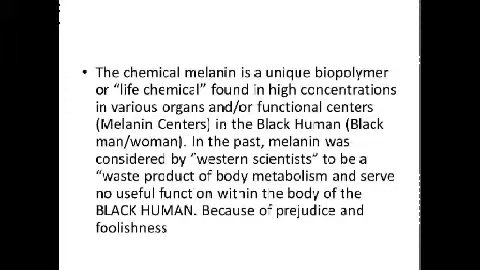 • The chemical melanin is a unique biopolymer
or “life chemical” found in high concentrations
in various organs and/or functional centers
(Melanin Centers) in the Black Human (Black
man/woman). In the past, melanin was
considered by “western scientists” to be a
“waste product of body metabolism and serve
no useful function within the body of the
BLACK HUMAN. Because of prejudice and
foolishness